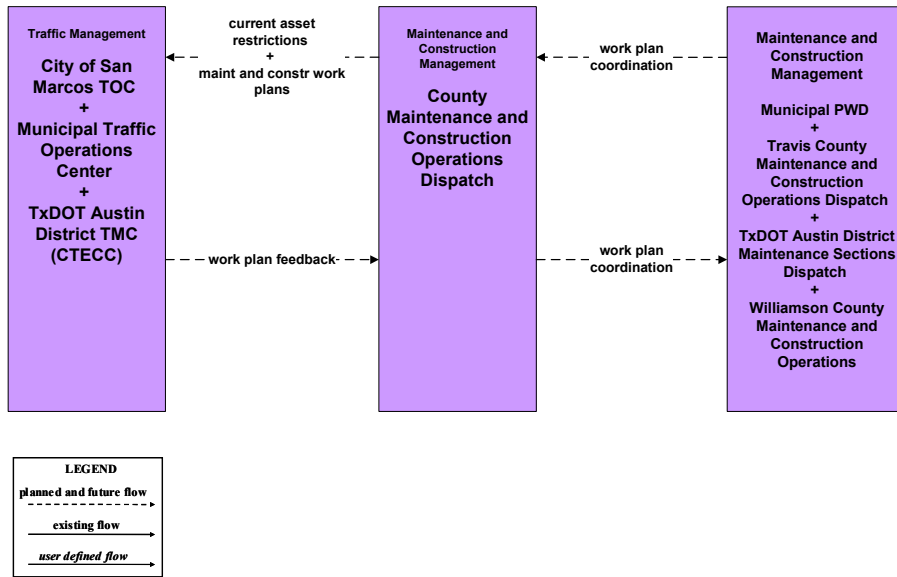 Traffic Management
City of San
Marcos TOC
+
Municipal Traffic
Operations
Center
+
TxDOT Austin
District TMC
(CTECC)
current asset
restrictions
+
maint and constr work
plans
work plan feedback
Maintenance and
Construction
Management
County
Maintenance and
Construction
Operations
Dispatch
work plan
coordination
work plan
coordination
Maintenance and
Construction
Management
Municipal PWD
+
Travis County
Maintenance and
Construction
Operations Dispatch
+
TxDOT Austin District
Maintenance Sections
Dispatch
+
Williamson County
Maintenance and
Construction
Operations
LEGEND
planned and future flow
existing flow
user defined flow